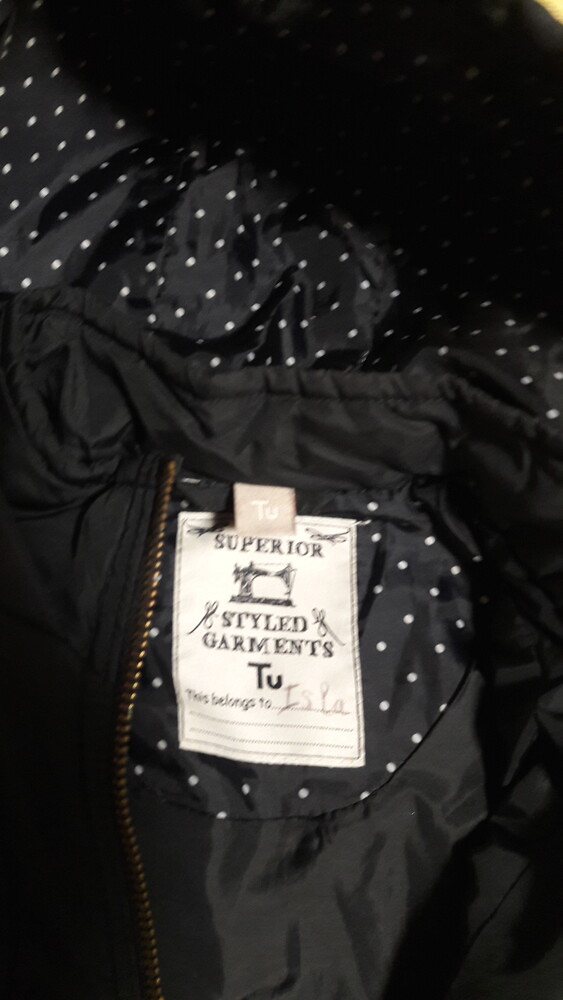 Tu
SUPERIOR
STYLED
GARMENTS
Tu
This belongs to Isla